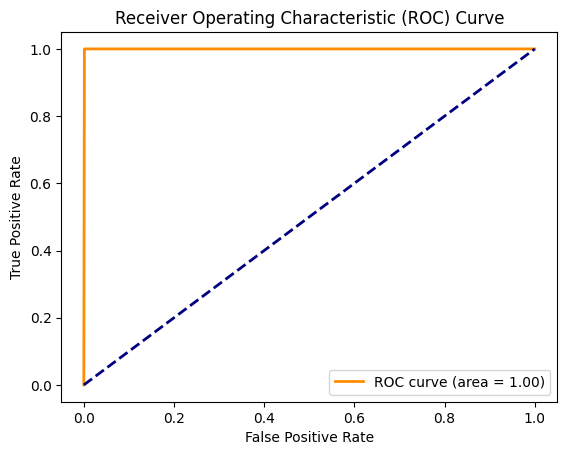 Receiver Operating Characteristic (ROC) Curve
1.0
0.8
0.6
0.4
0.2
0.0
True Positive Rate
ROC curve (area = 1.00)
0.0 0.2 0.4 0.6 0.8 1.0
False Positive Rate